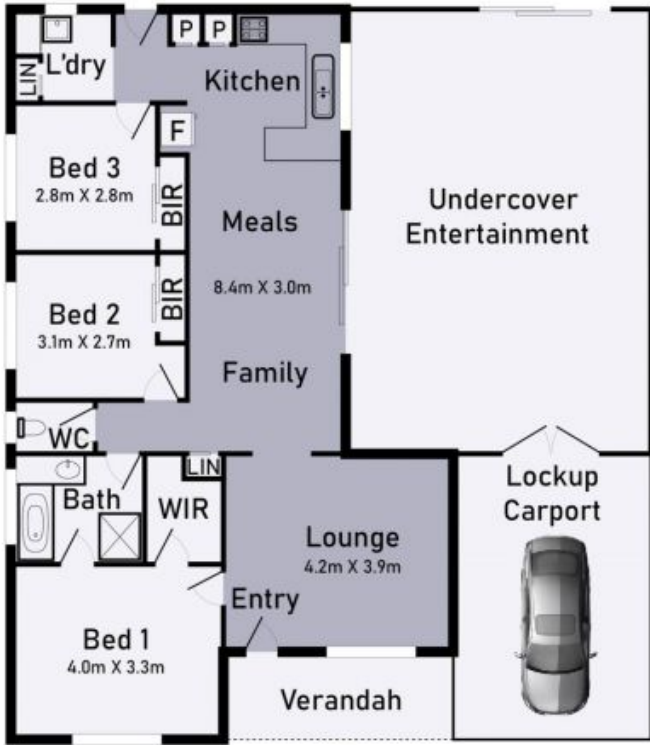 P P
L'dry
LIN
Kitchen
F
Bed 3
2.8m X 2.8m
BIR
Meals
Undercover
Entertainment
8.4m X 3.0m
BIR
Bed 2
3.1m X 2.7m
Family
WC
LIN
Bath
WIR
Lockup
Carport
Lounge
4.2m X 3.9m
Entry
Bed 1
4.0m X 3.3m
Verandah